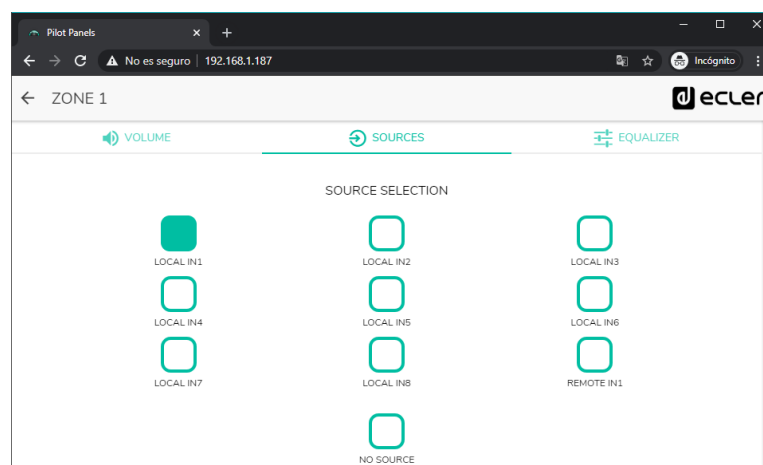 Pilot Panels
No es seguro | 192.168.1.187
Incógnito
ZONE 1
ecler
VOLUME
SOURCES
EQUALIZER
SOURCE SELECTION
LOCAL IN1
LOCAL IN2
LOCAL IN3
LOCAL IN4
LOCAL IN5
LOCAL IN6
LOCAL IN7
LOCAL IN8
REMOTE IN1
NO SOURCE